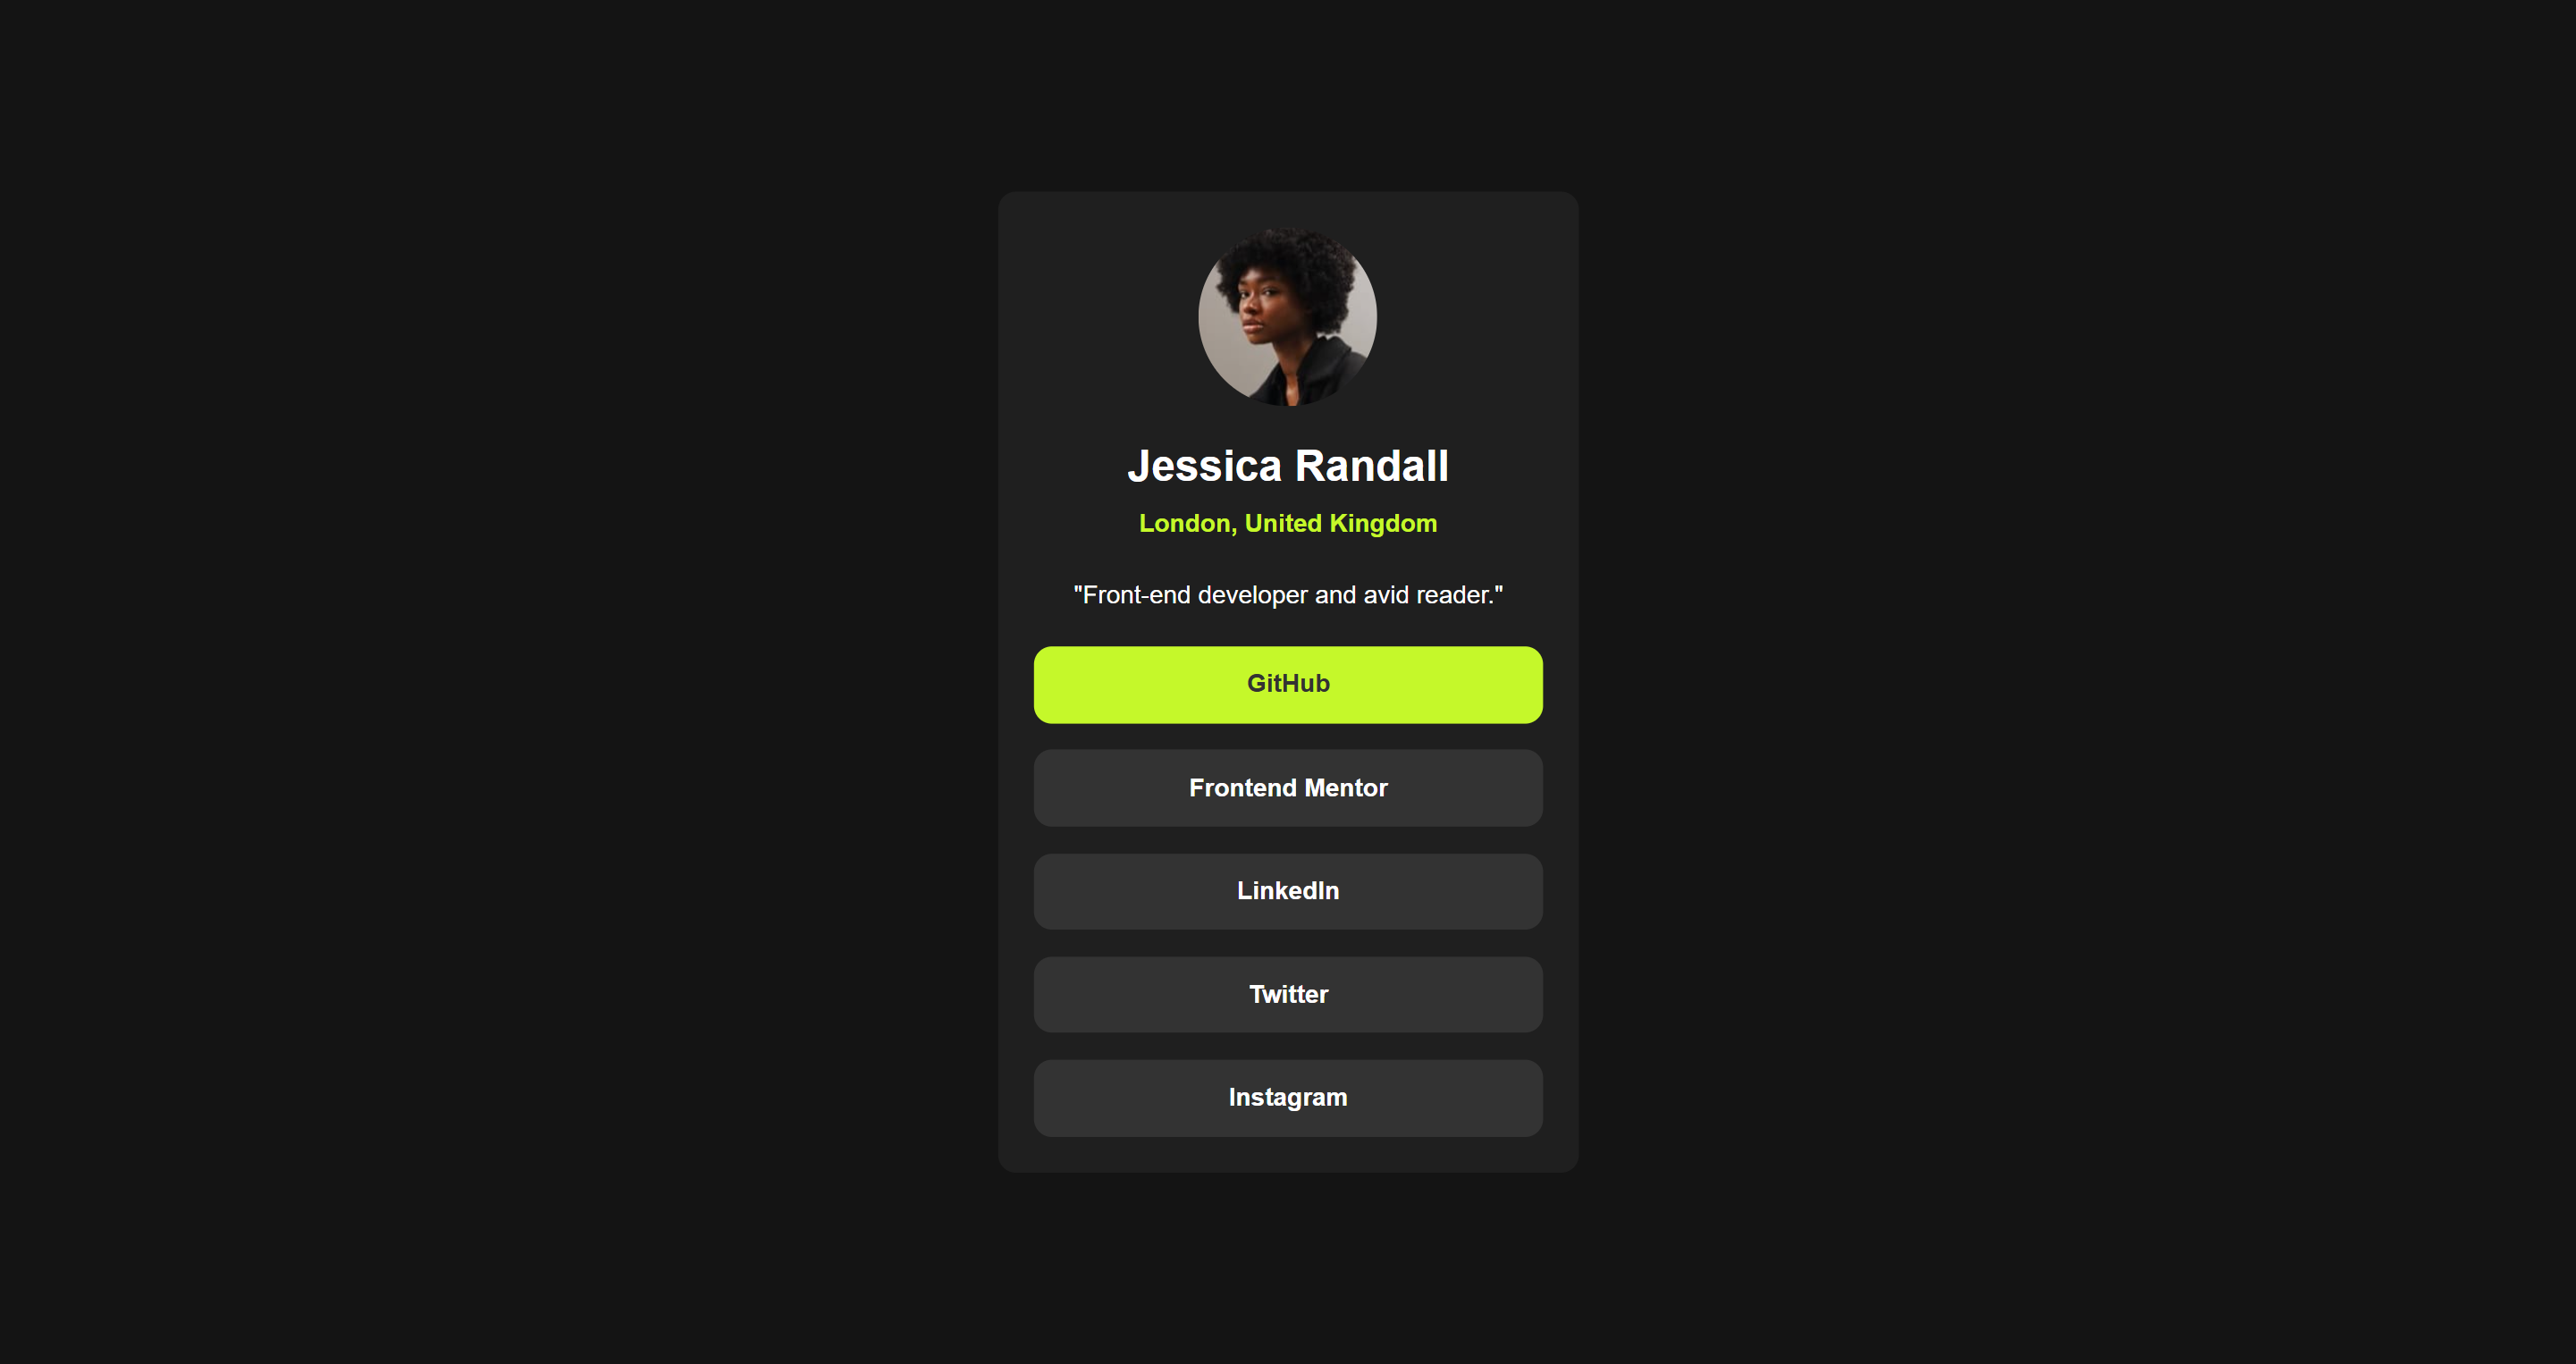 Jessica Randall
London, United Kingdom
"Front-end developer and avid reader."
GitHub
Frontend Mentor
LinkedIn
Twitter
Instagram